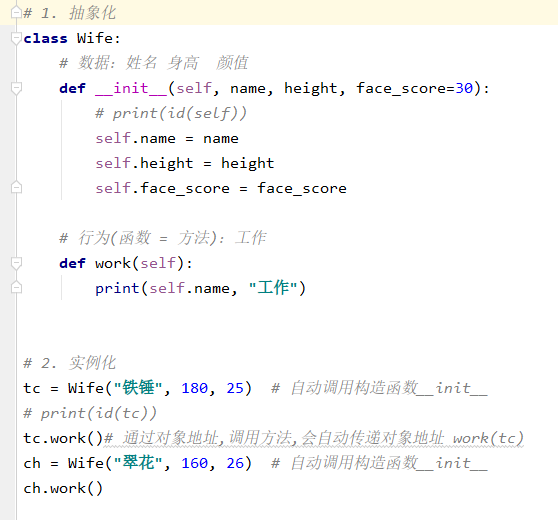 # 1. 抽象化
class Wife:
    # 数据：姓名 身高  颜值
    def __init__(self, name, height, face_score=30):
        # print(id(self))
        self.name = name
        self.height = height
        self.face_score = face_score
    # 行为(函数 = 方法)：工作
    def work(self):
        print(self.name, "工作")
# 2. 实例化
tc = Wife("铁锤", 180, 25)  # 自动调用构造函数__init__
# print(id(tc))
tc.work()# 通过对象地址,调用方法,会自动传递对象地址 work(tc)
ch = Wife("翠花", 160, 26)  # 自动调用构造函数__init__
ch.work()